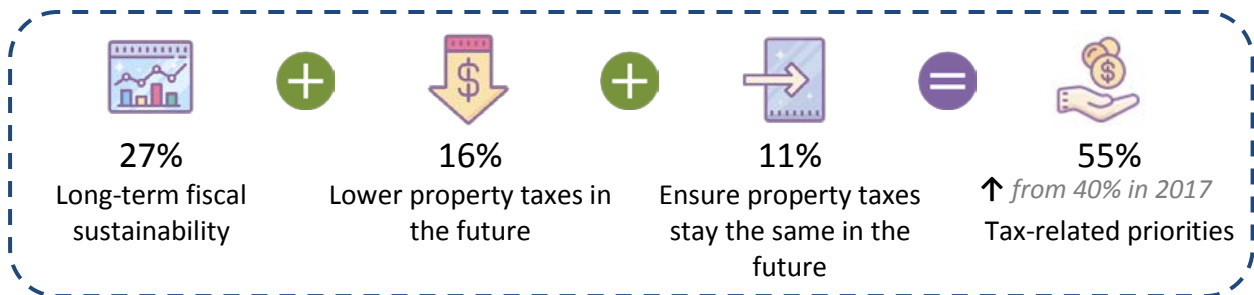 27%
Long-term fiscal
sustainability
16%
Lower property taxes in
the future
11%
Ensure property taxes
stay the same in the
future
55%
↑ from 40% in 2017
Tax-related priorities